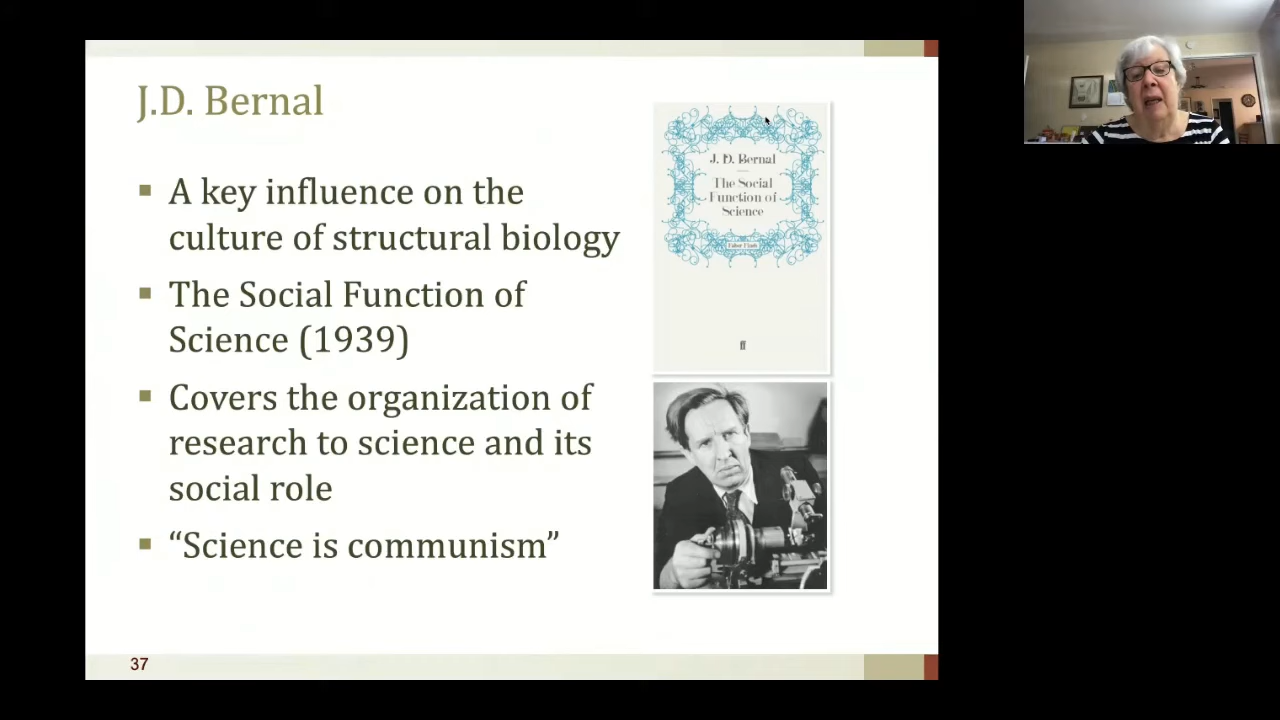 J.D. Bernal
▪ A key influence on the
culture of structural biology
▪ The Social Function of
Science (1939)
▪ Covers the organization of
research to science and its
social role
▪ “Science is communism”
J. D. Bernal
The Social
Function of
Science
Faber Finds
ff
37